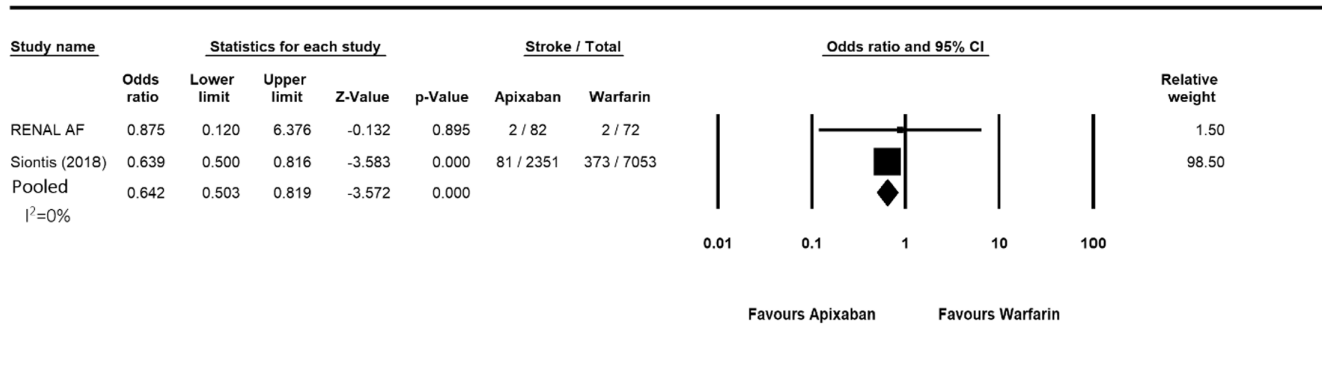 Study name Statistics for each study Stroke / Total Odds ratio and 95% CI
Odds Lower Upper Relative
ratio limit limit Z-Value p-Value Apixaban Warfarin weight
RENAL AF 0.875 0.120 6.376 -0.132 0.895 2 / 82 2 / 72 1.50
Siontis (2018) 0.639 0.500 0.816 -3.583 0.000 81 / 2351 373 / 7053 98.50
Pooled 0.642 0.503 0.819 -3.572 0.000
I²=0%
0.01 0.1 1 10 100
Favours Apixaban Favours Warfarin